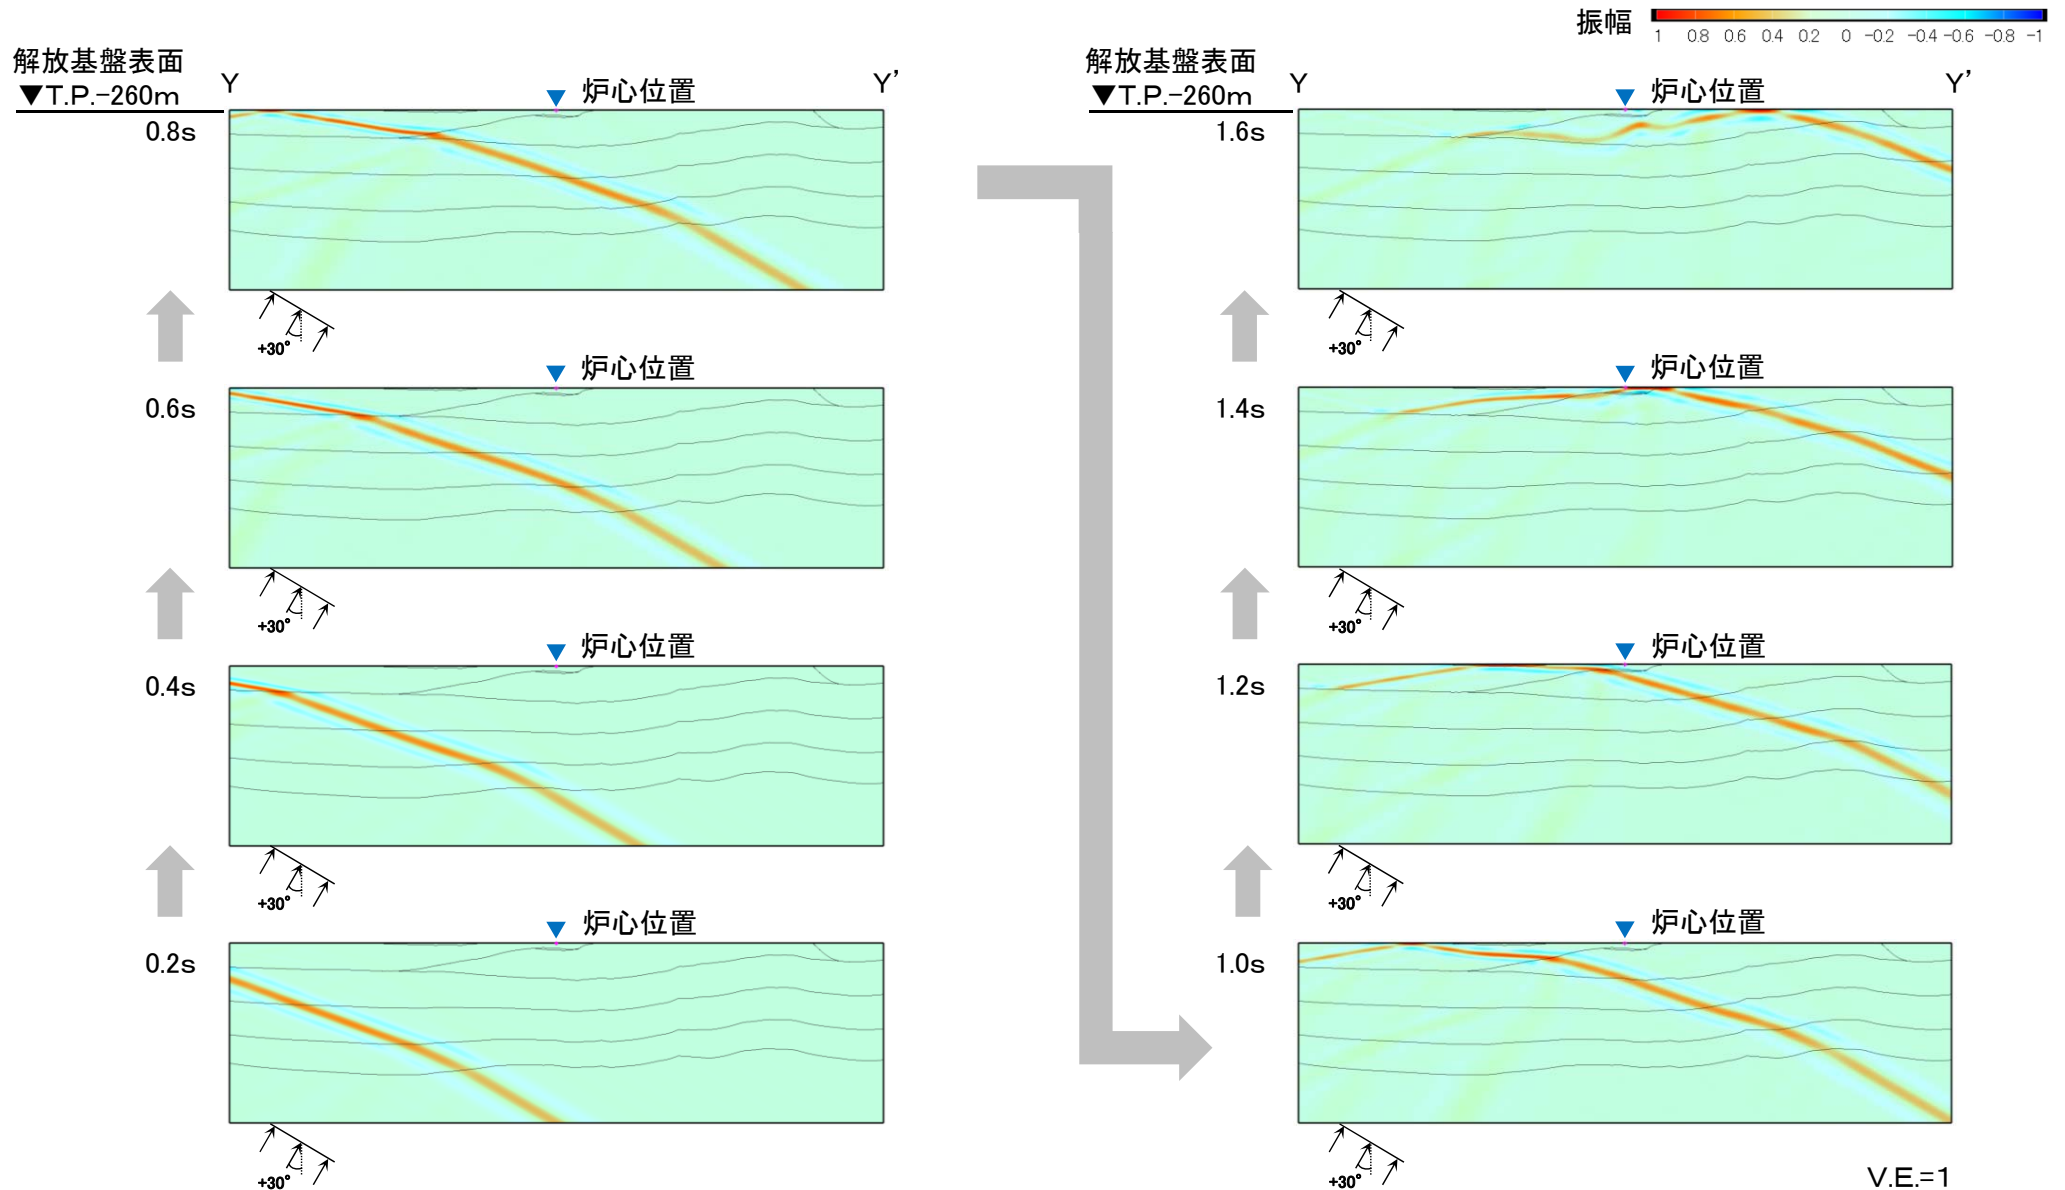 振幅
1 0.8 0.6 0.4 0.2 0 -0.2 -0.4 -0.6 -0.8 -1
解放基盤表面
▼T.P.-260m
Y
Y'
炉心位置
0.8s
+30°
炉心位置
0.6s
+30°
炉心位置
0.4s
+30°
炉心位置
0.2s
+30°
解放基盤表面
▼T.P.-260m
Y
Y'
炉心位置
1.6s
+30°
炉心位置
1.4s
+30°
炉心位置
1.2s
+30°
炉心位置
1.0s
+30°
V.E.=1